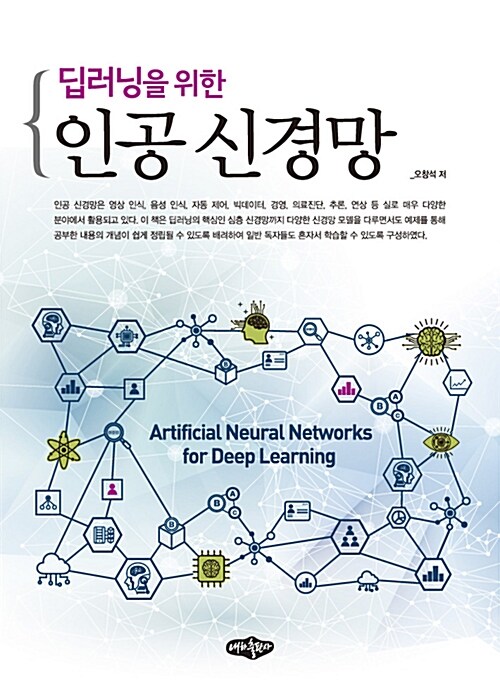 딥러닝을 위한
인공 신경망
_오창석 저
인공 신경망은 영상 인식, 음성 인식, 자동 제어, 빅데이터, 경영, 의료진단, 추론, 연상 등 실로 매우 다양한
분야에서 활용되고 있다. 이 책은 딥러닝의 핵심인 심층 신경망까지 다양한 신경망 모델을 다루면서도 예제를 통해
공부한 내용의 개념이 쉽게 정립될 수 있도록 배려하여 일반 독자들도 혼자서 학습할 수 있도록 구성하였다.
B
A
B
C
Artificial Neural Networks
for Deep Learning
B
A
B
C
내하출판사